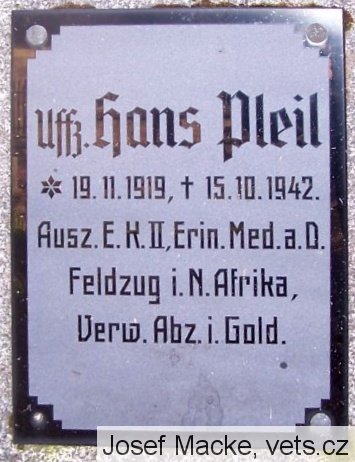 Uffz. Hans Pleil
✲ 19.11.1919, † 15.10.1942.
Ausz. E. K. II, Erin. Med. a. D.
Feldzug i. N. Afrika,
Verw. Abz. i. Gold.
Josef Macke, vets.cz